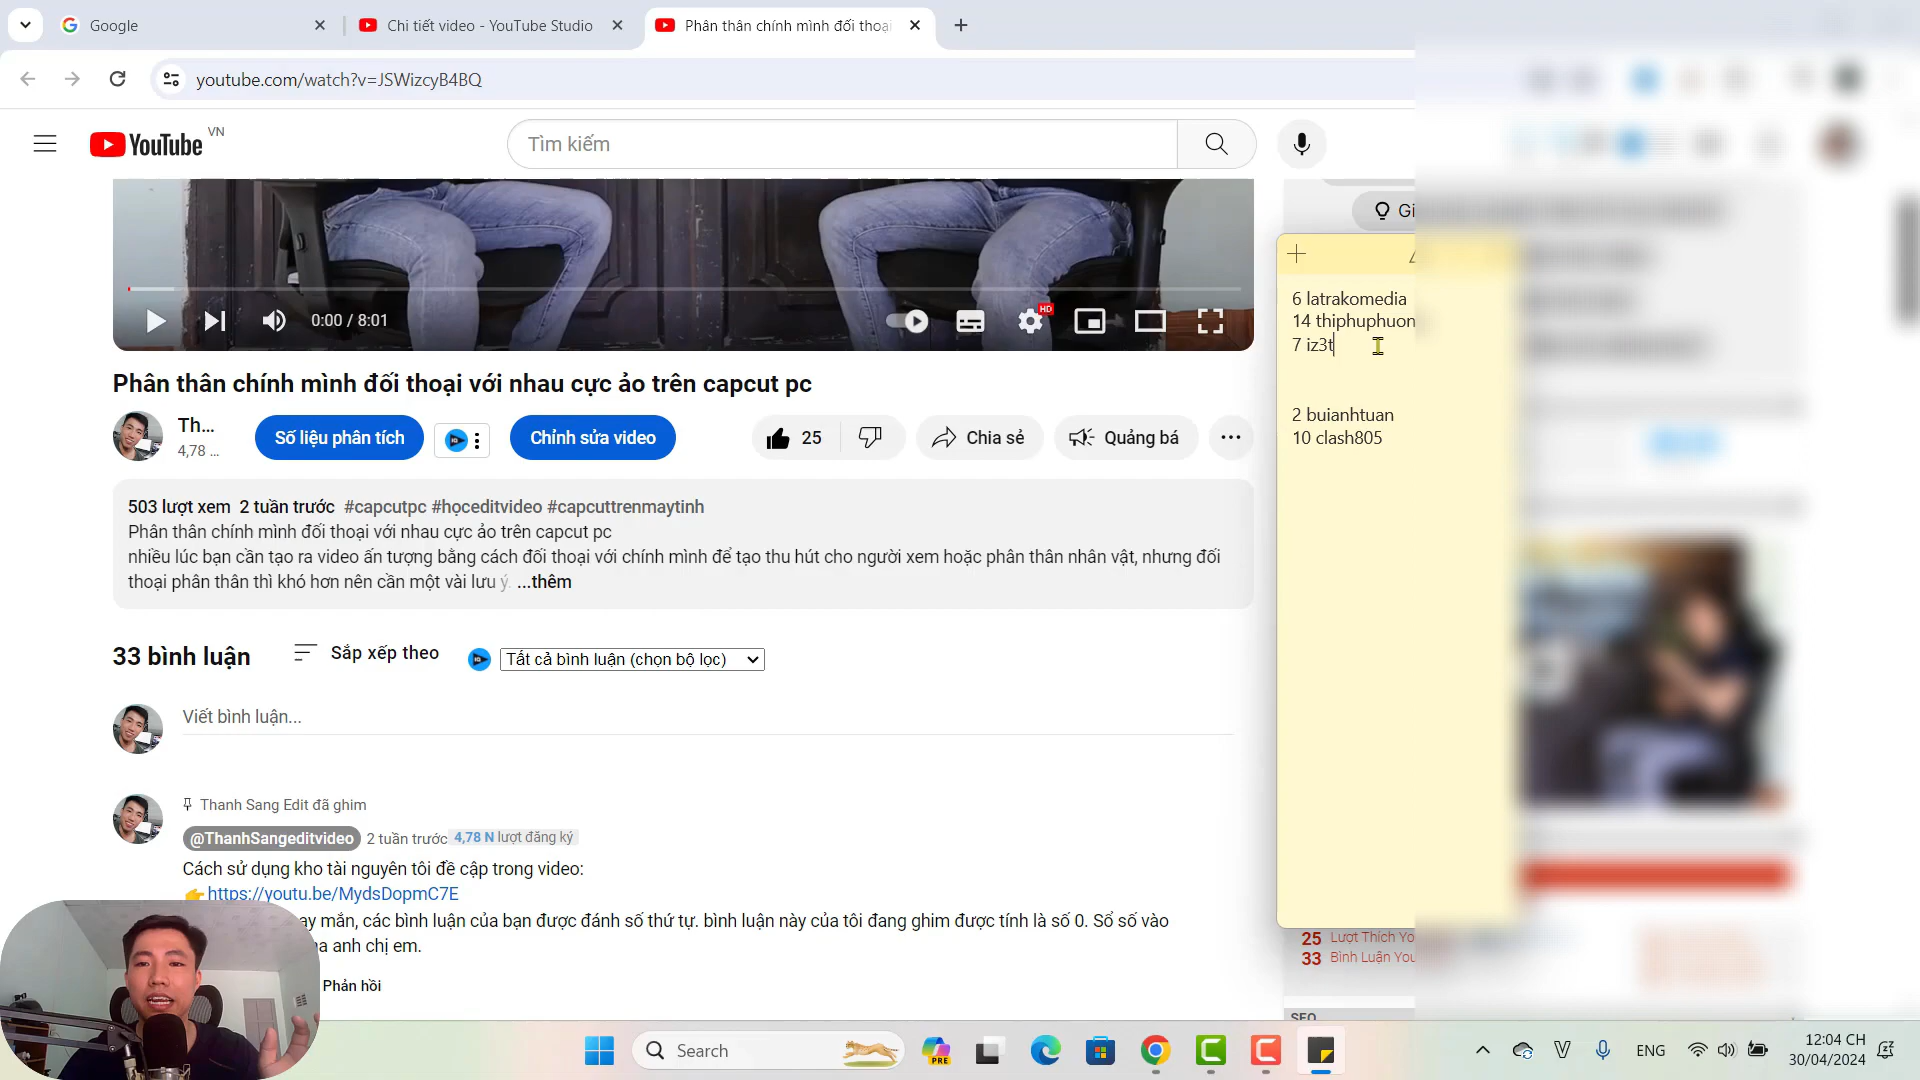 Google
Chi tiết video - YouTube Studio
Phân thân chính mình đối thoại
youtube.com/watch?v=JSWizcyB4BQ
YouTube VN
Tìm kiếm
Gi
0:00 / 8:01
HD
6 latrakomedia
14 thiphuphuon
7 iz3t
2 buianhtuan
10 clash805
Phân thân chính mình đối thoại với nhau cực ảo trên capcut pc
Th...
4,78 ...
Số liệu phân tích
Chỉnh sửa video
25
Chia sẻ
Quảng bá
503 lượt xem 2 tuần trước #capcutpc #họceditvideo #capcuttrenmaytinh
Phân thân chính mình đối thoại với nhau cực ảo trên capcut pc
nhiều lúc bạn cần tạo ra video ấn tượng bằng cách đối thoại với chính mình để tạo thu hút cho người xem hoặc phân thân nhân vật, nhưng đối
thoại phân thân thì khó hơn nên cần một vài lưu ý. ...thêm
33 bình luận
Sắp xếp theo
Tất cả bình luận (chọn bộ lọc)
Viết bình luận...
Thanh Sang Edit đã ghim
@ThanhSangeditvideo 2 tuần trước 4,78 N lượt đăng ký
Cách sử dụng kho tài nguyên tôi đề cập trong video:
👉 https://youtu.be/MydsDopmC7E
ay mắn, các bình luận của bạn được đánh số thứ tự. bình luận này của tôi đang ghim được tính là số 0. Sổ số vào
a anh chị em.
Phản hồi
25 Lượt Thích Yo
33 Bình Luận You
SEO
Search
PRE
ENG
12:04 CH
30/04/2024